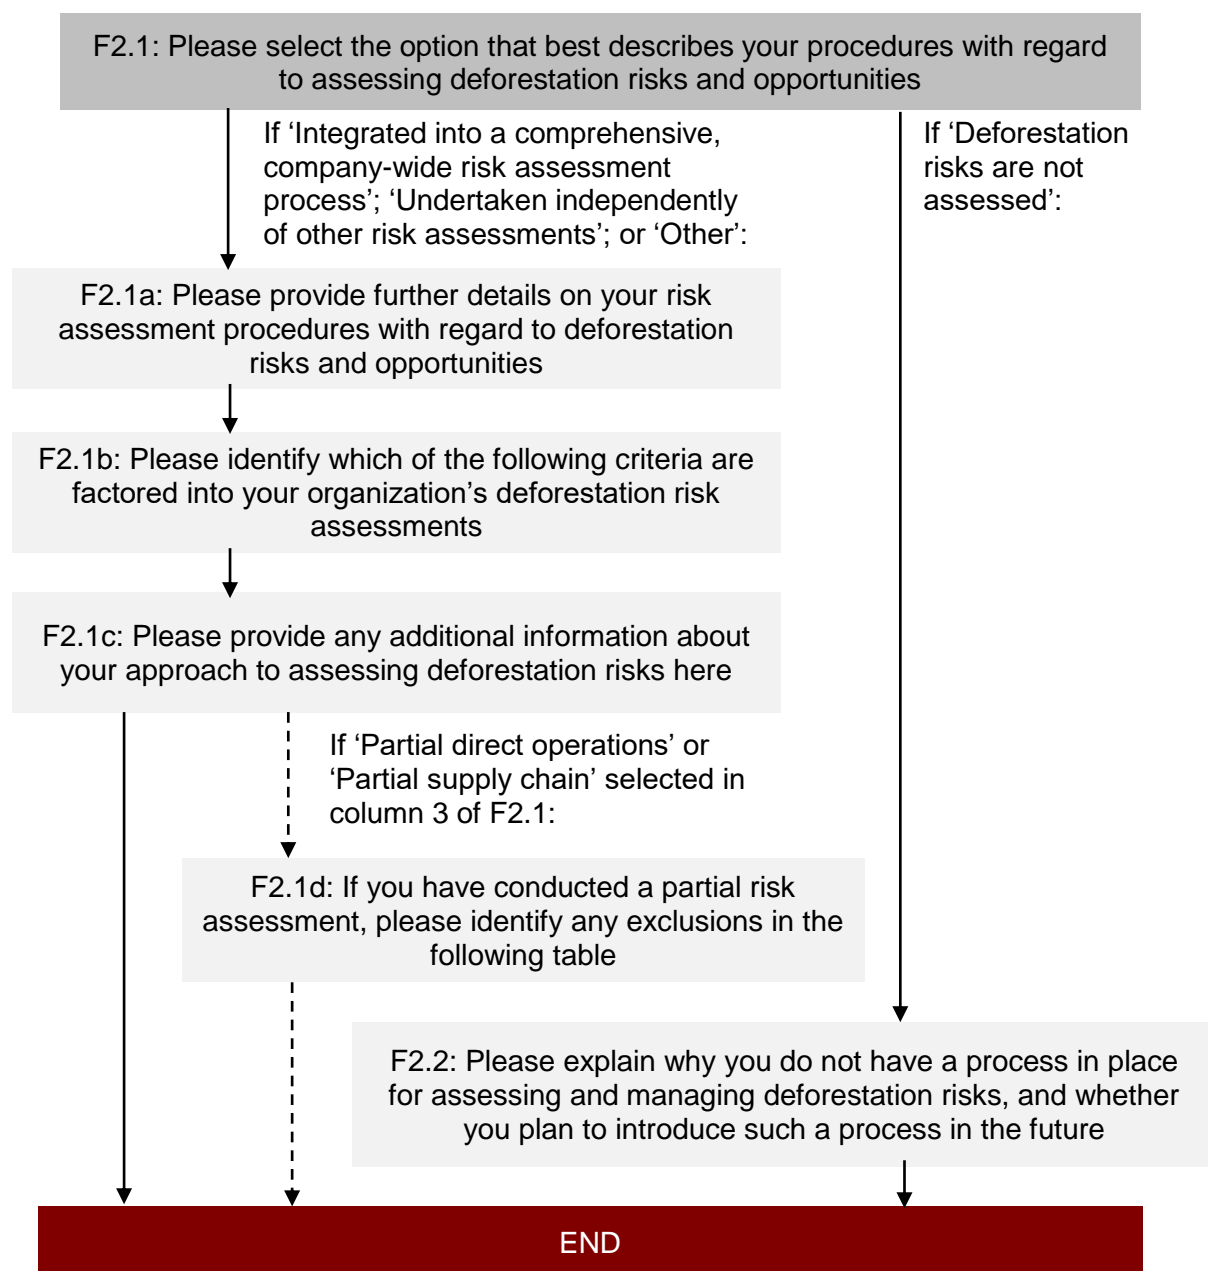 F2.1: Please select the option that best describes your procedures with regard
to assessing deforestation risks and opportunities
If ‘Integrated into a comprehensive,
company-wide risk assessment
process’; ‘Undertaken independently
of other risk assessments’; or ‘Other’:
If ‘Deforestation
risks are not
assessed’:
F2.1a: Please provide further details on your risk
assessment procedures with regard to deforestation
risks and opportunities
F2.1b: Please identify which of the following criteria are
factored into your organization’s deforestation risk
assessments
F2.1c: Please provide any additional information about
your approach to assessing deforestation risks here
If ‘Partial direct operations’ or
‘Partial supply chain’ selected in
column 3 of F2.1:
F2.1d: If you have conducted a partial risk
assessment, please identify any exclusions in the
following table
F2.2: Please explain why you do not have a process in place
for assessing and managing deforestation risks, and whether
you plan to introduce such a process in the future
END